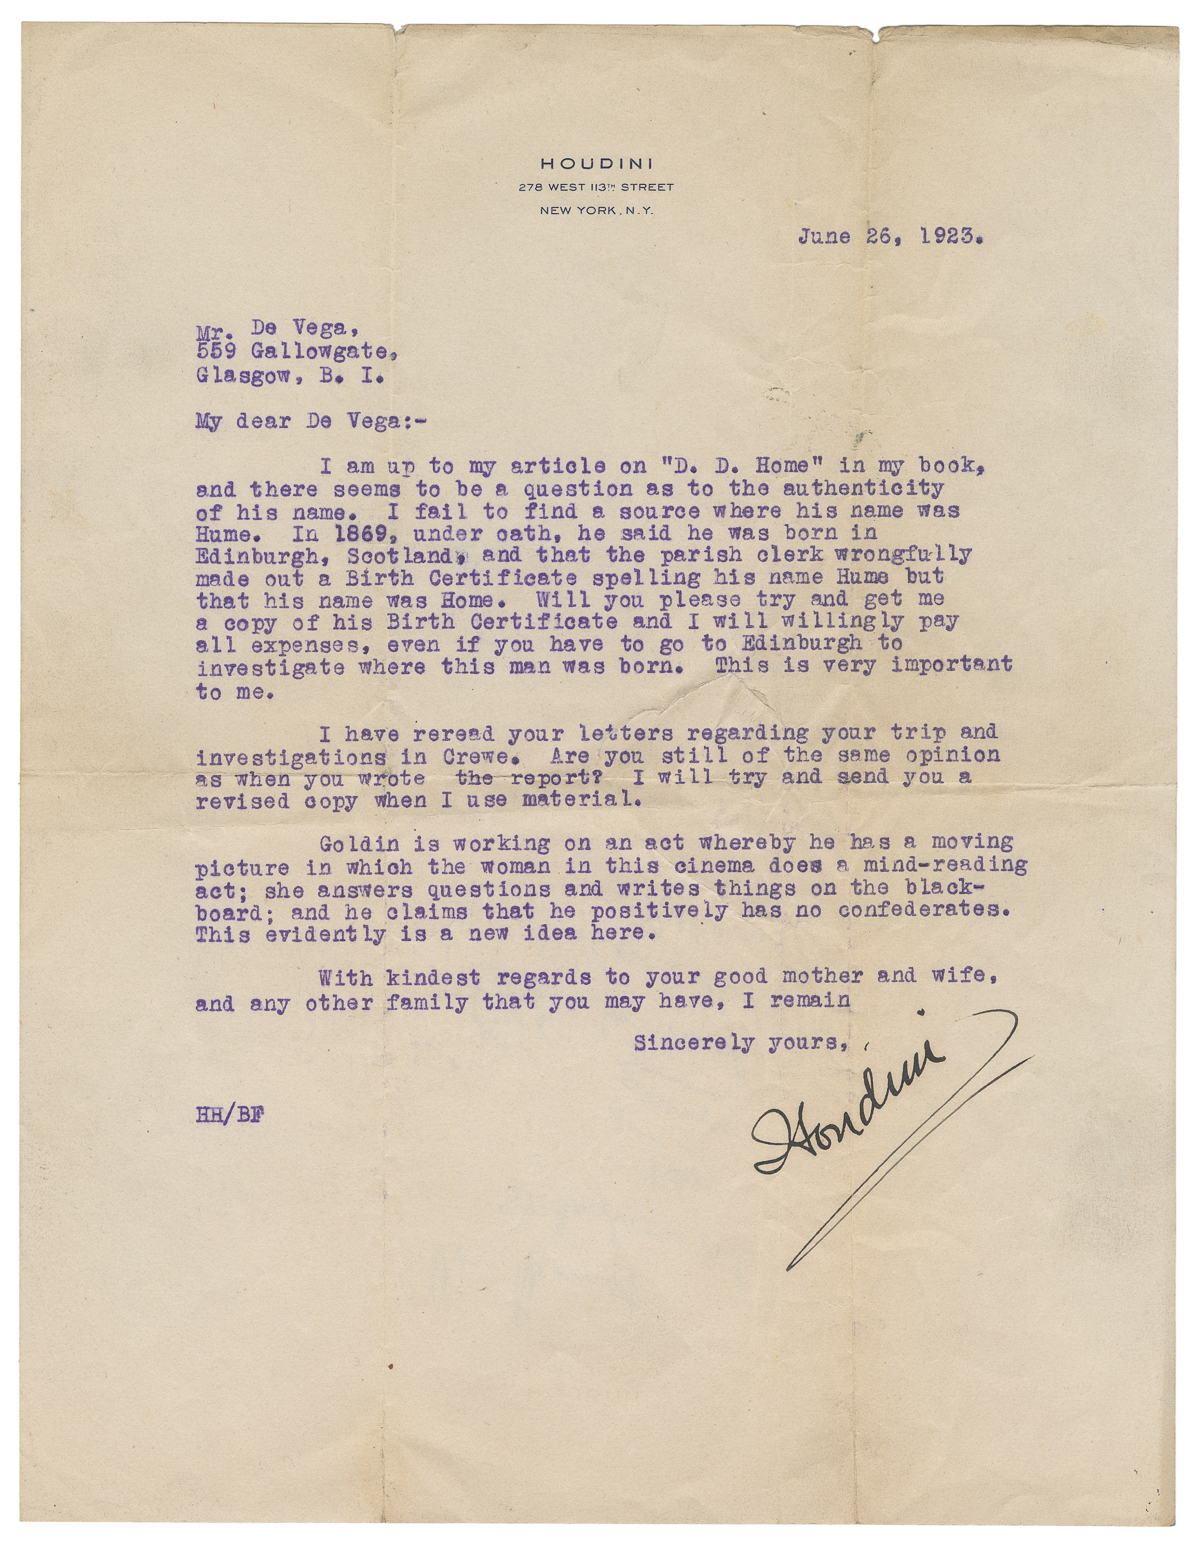 HOUDINI
278 WEST 113TH STREET
NEW YORK, N.Y.
June 26, 1923.
Mr. De Vega,
559 Gallowgate,
Glasgow, B. I.
My dear De Vega:-
I am up to my article on "D. D. Home" in my book,
and there seems to be a question as to the authenticity
of his name. I fail to find a source where his name was
Hume. In 1869, under oath, he said he was born in
Edinburgh, Scotland, and that the parish clerk wrongfully
made out a Birth Certificate spelling his name Hume but
that his name was Home. Will you please try and get me
a copy of his Birth Certificate and I will willingly pay
all expenses, even if you have to go to Edinburgh to
investigate where this man was born. This is very important
to me.
I have reread your letters regarding your trip and
investigations in Crewe. Are you still of the same opinion
as when you wrote the report? I will try and send you a
revised copy when I use material.
Goldin is working on an act whereby he has a moving
picture in which the woman in this cinema does a mind-reading
act; she answers questions and writes things on the black-
board; and he claims that he positively has no confederates.
This evidently is a new idea here.
With kindest regards to your good mother and wife,
and any other family that you may have, I remain
Sincerely yours,
Houdini
HH/BF